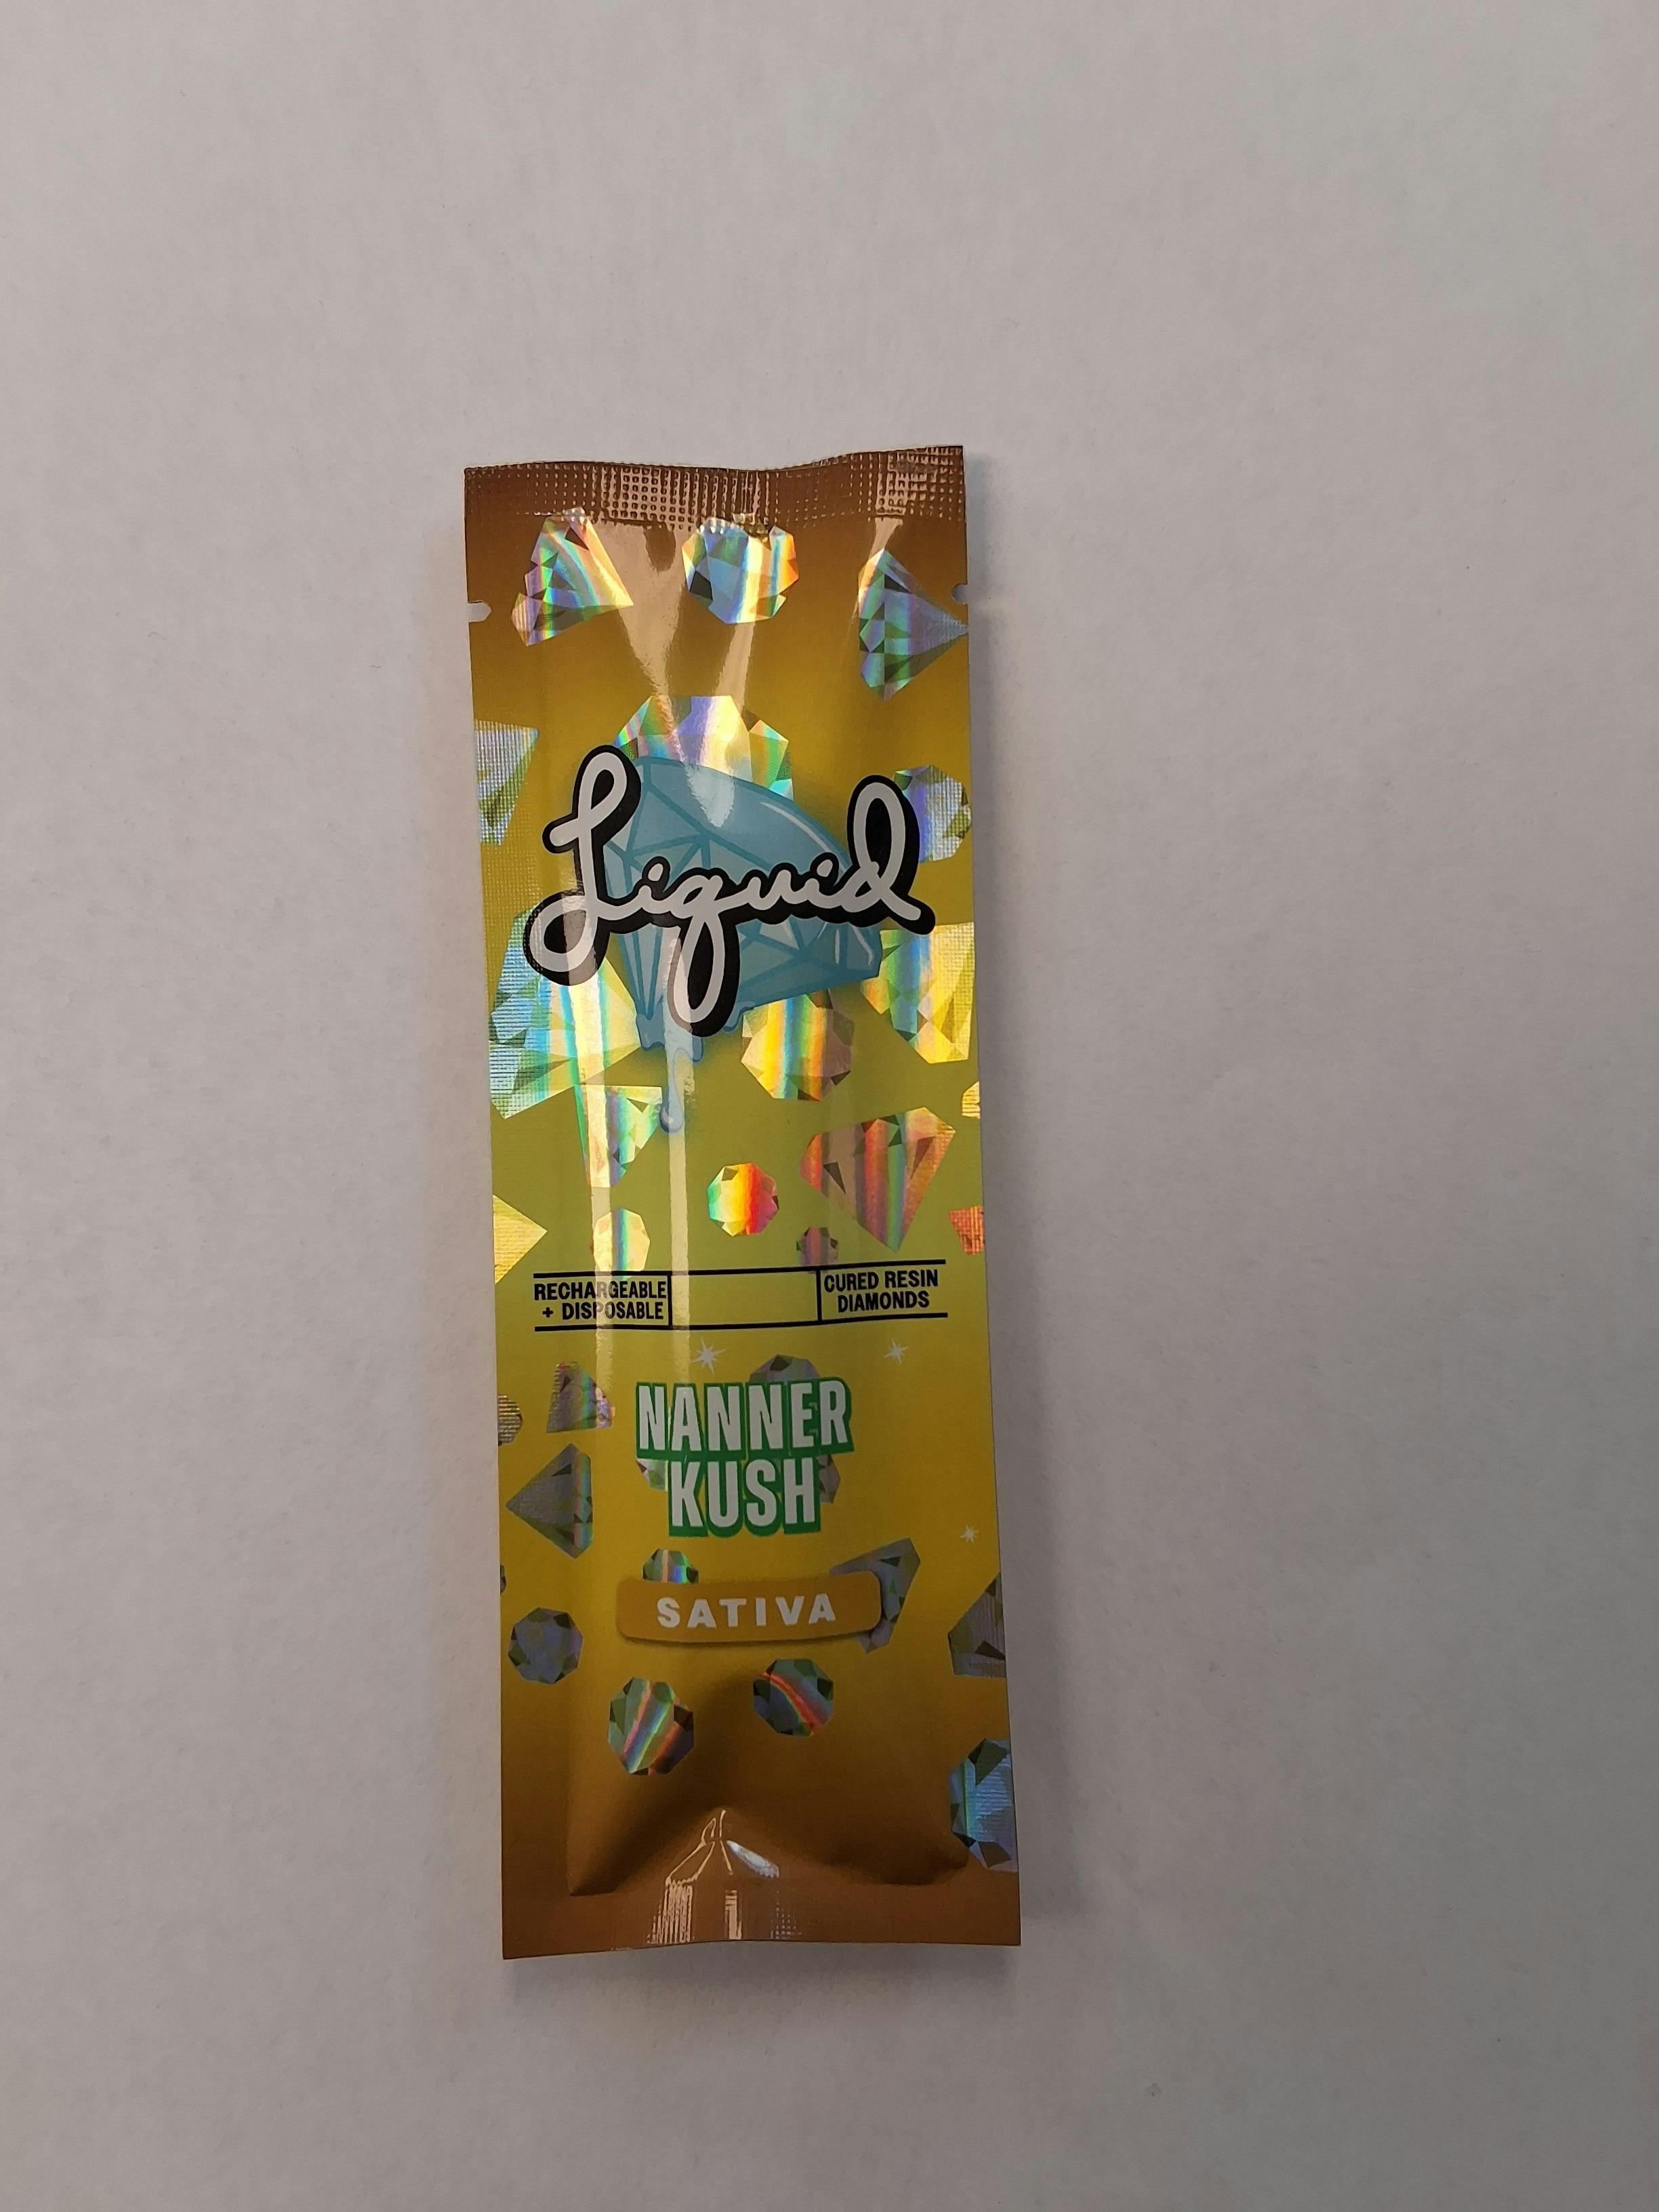 Liquid
RECHARGEABLE
+ DISPOSABLE
CURED RESIN
DIAMONDS
NANNER
KUSH
SATIVA